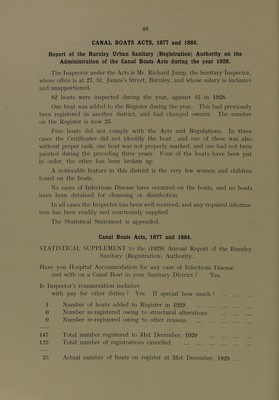 46
CANAL BOATS ACTS, 1877 and 1884.
Report of the Burnley Urban Sanitary (Registration) Authority on the
Administration of the Canal Boats Acts during the year 1929.
The Inspector under the Acts is Mr. Richard Jump, the Sanitary Inspector,
whose office is at 27, St. James's Street, Burnley, and whose salary is inclusive
and unapportioned.
62 boats were inspected during the year, against 42 in 1928.
One boat was added to the Register during the year. This had previously
been registered in another district, and had changed owners. The number
on the Register is now 25.
Five boats did not comply with the Acts and Regulations. In three
cases the Certificates did not identify the boat; and one of these was also
without proper cask, one boat was not properly marked, and one had not been
painted during the preceding three years. Four of the boats have been put
in order, the other has been broken up.
A noticeable feature in this district is the very few women and children
found on the boats.
No cases of Infectious Disease have occurred on the boats, and no boats
have been detained for cleansing or disinfection.
In all cases the Inspector has been well received, and any required informa-
tion has been readily and courteously supplied.
The Statistical Statement is appended.
Canal Boats Acts, 1877 and 1884.
STATISTICAL SUPPLEMENT to the (1929) Annual Report of the Burnley
Sanitary (Registration) Authority.
Have you Hospital Accommodation for any case of Infectious Disease
met with on a Canal Boat in your Sanitary District? Yes.
Is Inspector's remuneration inclusive
with pay for other duties? Yes. If special how much? ... ... ...
1 Number of boats added to Register in 1929 ... ... ...
0 Number re-registered owing to structural alterations ... ... ...
0 Number re-registered owing to other reasons ... ... ...
147 Total number registered to 31st December, 1929 ... ... ...
122 Total number of registrations cancelled ... ... ...
25 Actual number of boats on register at 31st December, 1929 ...